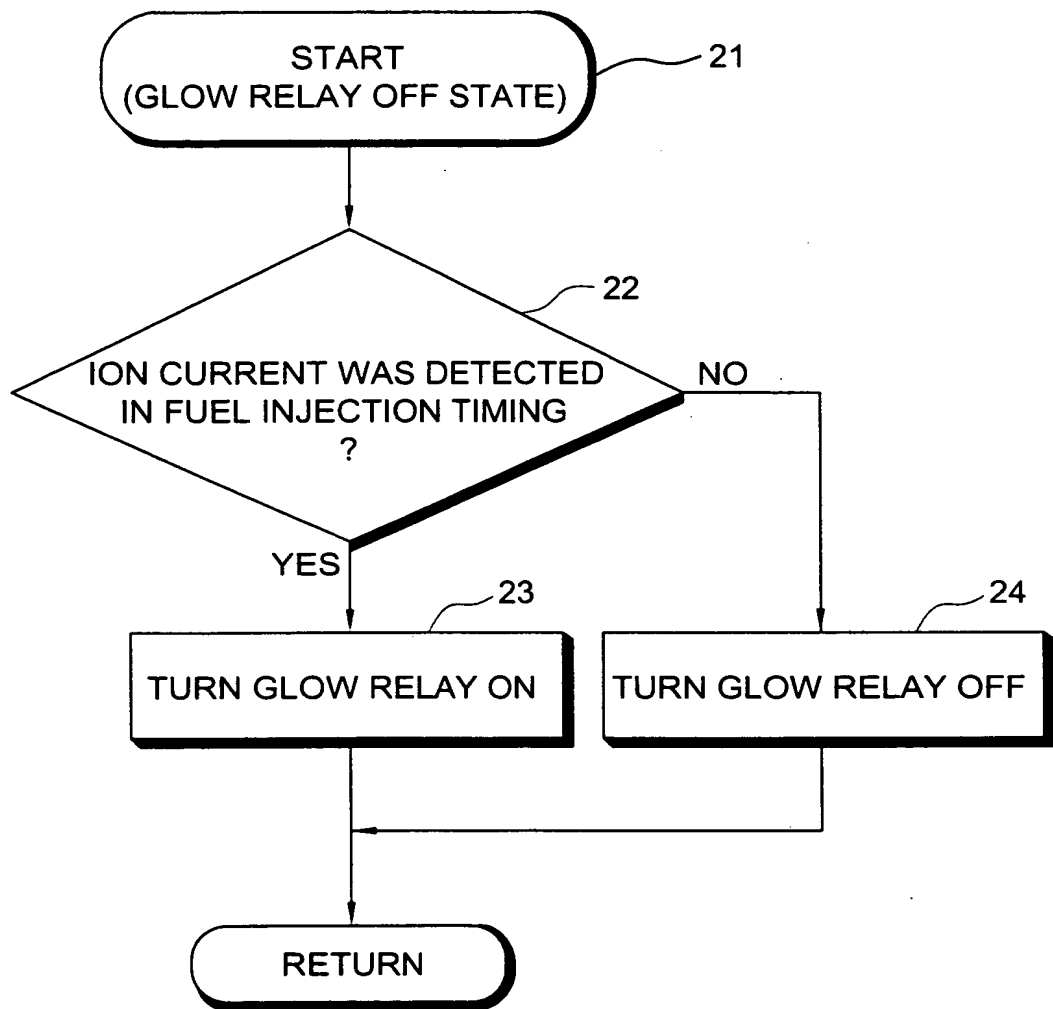 START
(GLOW RELAY OFF STATE)
21
22
ION CURRENT WAS DETECTED
IN FUEL INJECTION TIMING
?
NO
YES
23
24
TURN GLOW RELAY ON
TURN GLOW RELAY OFF
RETURN